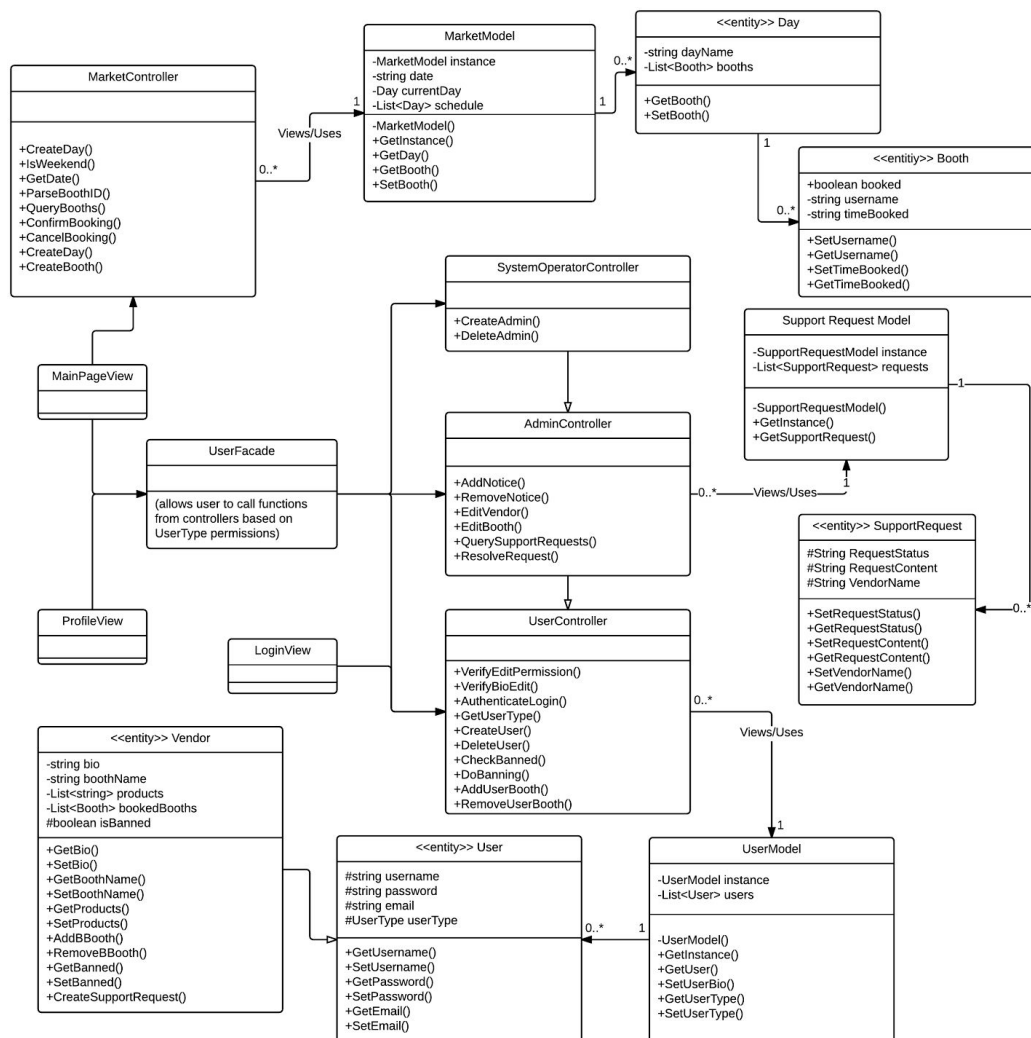 MarketController
+CreateDay()
+IsWeekend()
+GetDate()
+ParseBoothID()
+QueryBooths()
+ConfirmBooking()
+CancelBooking()
+CreateDay()
+CreateBooth()
0..*
Views/Uses
1
MarketModel
-MarketModel instance
-string date
-Day currentDay
-List<Day> schedule
-MarketModel()
+GetInstance()
+GetDay()
+GetBooth()
+SetBooth()
1
0..*
<<entity>> Day
-string dayName
-List<Booth> booths
+GetBooth()
+SetBooth()
1
0..*
<<entitiy>> Booth
+boolean booked
-string username
-string timeBooked
+SetUsername()
+GetUsername()
+SetTimeBooked()
+GetTimeBooked()
SystemOperatorController
+CreateAdmin()
+DeleteAdmin()
Support Request Model
-SupportRequestModel instance
-List<SupportRequest> requests
-SupportRequestModel()
+GetInstance()
+GetSupportRequest()
1
MainPageView
UserFacade
(allows user to call functions
from controllers based on
UserType permissions)
AdminController
+AddNotice()
+RemoveNotice()
+EditVendor()
+EditBooth()
+QuerySupportRequests()
+ResolveRequest()
0..*
Views/Uses
1
<<entity>> SupportRequest
#String RequestStatus
#String RequestContent
#String VendorName
+SetRequestStatus()
+GetRequestStatus()
+SetRequestContent()
+GetRequestContent()
+SetVendorName()
+GetVendorName()
0..*
ProfileView
LoginView
UserController
+VerifyEditPermission()
+VerifyBioEdit()
+AuthenticateLogin()
+GetUserType()
+CreateUser()
+DeleteUser()
+CheckBanned()
+DoBanning()
+AddUserBooth()
+RemoveUserBooth()
0..*
Views/Uses
1
<<entity>> Vendor
-string bio
-string boothName
-List<string> products
-List<Booth> bookedBooths
#boolean isBanned
+GetBio()
+SetBio()
+GetBoothName()
+SetBoothName()
+GetProducts()
+SetProducts()
+AddBBooth()
+RemoveBBooth()
+GetBanned()
+SetBanned()
+CreateSupportRequest()
<<entity>> User
#string username
#string password
#string email
#UserType userType
+GetUsername()
+SetUsername()
+GetPassword()
+SetPassword()
+GetEmail()
+SetEmail()
0..*
1
UserModel
-UserModel instance
-List<User> users
-UserModel()
+GetInstance()
+GetUser()
+SetUserBio()
+GetUserType()
+SetUserType()